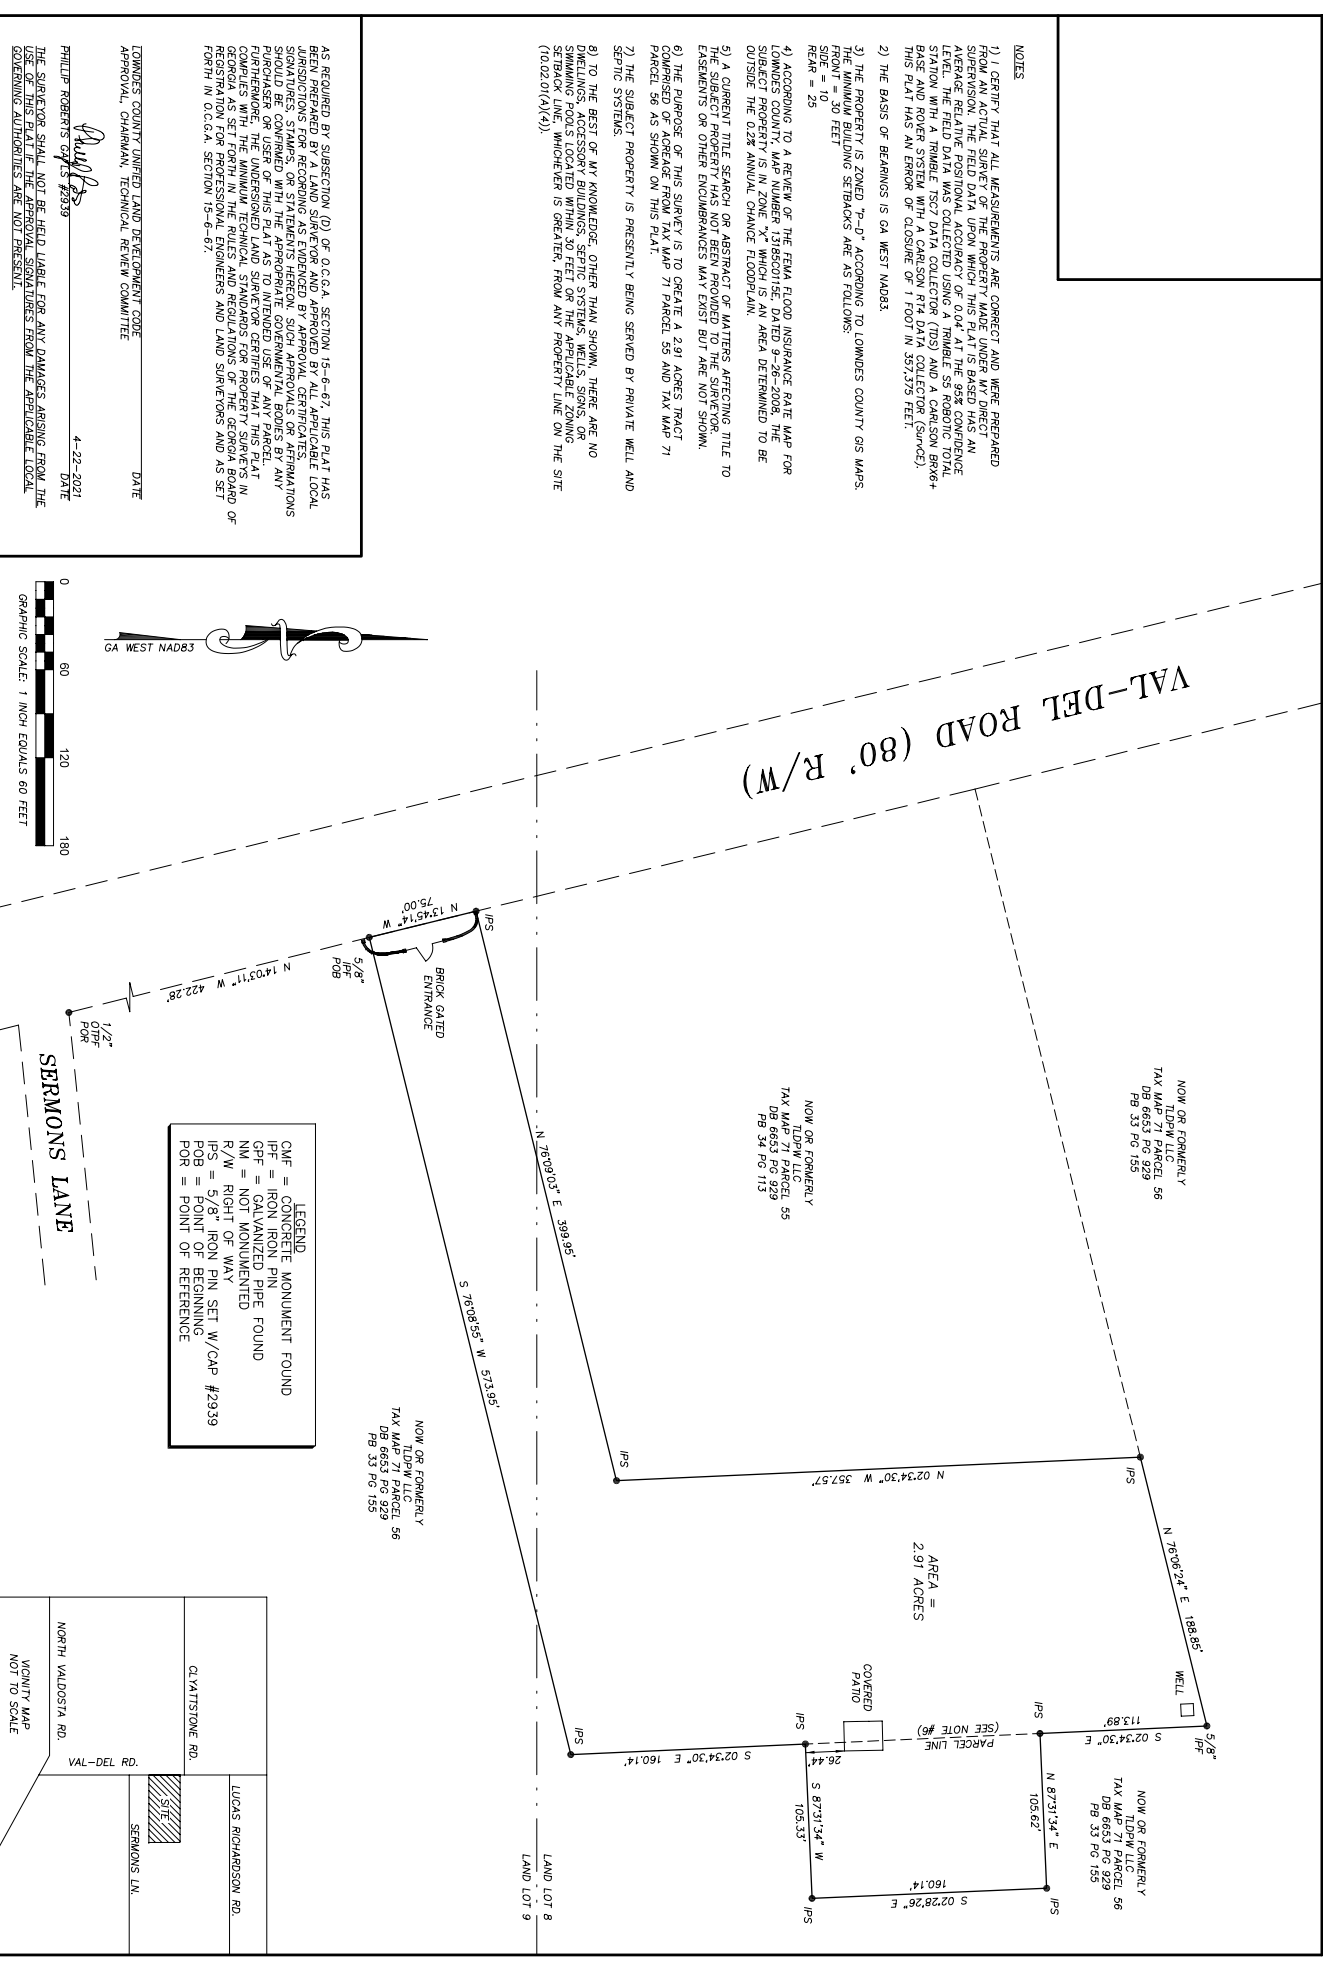 NOTES
1) I CERTIFY THAT ALL MEASUREMENTS ARE CORRECT AND WERE PREPARED
FROM AN ACTUAL SURVEY OF THE PROPERTY MADE UNDER MY DIRECT
SUPERVISION. THE FIELD DATA UPON WHICH THIS PLAT IS BASED HAS AN
AVERAGE RELATIVE POSITIONAL ACCURACY OF 0.04' AT THE 95% CONFIDENCE
LEVEL. THE FIELD DATA WAS COLLECTED USING A TRIMBLE S5 ROBOTIC TOTAL
STATION WITH A TRIMBLE TSC7 DATA COLLECTOR (TDS) AND A CARLSON BRX6+
BASE AND ROVER SYSTEM WITH A CARLSON RT4 DATA COLLECTOR (SurvCE).
THIS PLAT HAS AN ERROR OF CLOSURE OF 1 FOOT IN 357,375 FEET.
2) THE BASIS OF BEARINGS IS GA WEST NAD83.
3) THE PROPERTY IS ZONED "P-D" ACCORDING TO LOWNDES COUNTY GIS MAPS.
THE MINIMUM BUILDING SETBACKS ARE AS FOLLOWS:
FRONT = 30 FEET
SIDE = 10
REAR = 25
4) ACCORDING TO A REVIEW OF THE FEMA FLOOD INSURANCE RATE MAP FOR
LOWNDES COUNTY, MAP NUMBER 13185C0115E, DATED 9-26-2008, THE
SUBJECT PROPERTY IS IN ZONE "X" WHICH IS AN AREA DETERMINED TO BE
OUTSIDE THE 0.2% ANNUAL CHANGE FLOODPLAIN.
5) A CURRENT TITLE SEARCH OR ABSTRACT OF MATTERS AFFECTING TITLE TO
THE SUBJECT PROPERTY HAS NOT BEEN PROVIDED TO THE SURVEYOR.
EASEMENTS OR OTHER ENCUMBRANCES MAY EXIST BUT ARE NOT SHOWN.
6) THE PURPOSE OF THIS SURVEY IS TO CREATE A 2.91 ACRES TRACT
COMPRISED OF ACREAGE FROM TAX MAP 71 PARCEL 55 AND TAX MAP 71
PARCEL 56 AS SHOWN ON THIS PLAT.
7) THE SUBJECT PROPERTY IS PRESENTLY BEING SERVED BY PRIVATE WELL AND
SEPTIC SYSTEMS.
8) TO THE BEST OF MY KNOWLEDGE, OTHER THAN SHOWN, THERE ARE NO
DWELLINGS, ACCESSORY BUILDINGS, SEPTIC SYSTEMS, WELLS, SIGNS, OR
SWIMMING POOLS LOCATED WITHIN 30 FEET OR THE APPLICABLE ZONING
SETBACK LINE, WHICHEVER IS GREATER, FROM ANY PROPERTY LINE ON THE SITE
(10.02.01(A)(4)).
AS REQUIRED BY SUBSECTION (D) OF O.C.G.A. SECTION 15-6-67, THIS PLAT HAS
BEEN PREPARED BY A LAND SURVEYOR AND APPROVED BY ALL APPLICABLE LOCAL
JURISDICTIONS FOR RECORDING AS EVIDENCED BY APPROVAL CERTIFICATES,
SIGNATURES, STAMPS, OR STATEMENTS HEREON. SUCH APPROVALS OR AFFIRMATIONS
SHOULD BE CONFIRMED WITH THE APPROPRIATE GOVERNMENTAL BODIES BY ANY
PURCHASER OR USER OF THIS PLAT AS TO INTENDED USE OF ANY PARCEL.
FURTHERMORE, THE UNDERSIGNED LAND SURVEYOR CERTIFIES THAT THIS PLAT
COMPLIES WITH THE MINIMUM TECHNICAL STANDARDS FOR PROPERTY SURVEYS IN
GEORGIA AS SET FORTH IN THE RULES AND REGULATIONS OF THE GEORGIA BOARD OF
REGISTRATION FOR PROFESSIONAL ENGINEERS AND LAND SURVEYORS AND AS SET
FORTH IN O.C.G.A. SECTION 15-6-67.
LOWNDES COUNTY UNIFIED LAND DEVELOPMENT CODE DATE
APPROVAL, CHAIRMAN, TECHNICAL REVIEW COMMITTEE
4-22-2021
PHILLIP ROBERTS GAYLS #2939 DATE
THE SURVEYOR SHALL NOT BE HELD LIABLE FOR ANY DAMAGES ARISING FROM THE
USE OF THIS PLAT IF THE APPROVAL SIGNATURES FROM THE APPLICABLE LOCAL
GOVERNING AUTHORITIES ARE NOT PRESENT.
VAL-DEL ROAD (80' R/W)
GA WEST NAD83
0 60 120 180
GRAPHIC SCALE: 1 INCH EQUALS 60 FEET
IPS
N 13°45'14" W
75.00'
BRICK GATED
ENTRANCE
5/8"
IPF
POB
N 14°03'11" W 422.28'
1/2"
OTPF
POR
SERMONS LANE
NOW OR FORMERLY
TLDPW LLC
TAX MAP 71 PARCEL 56
DB 6653 PG 929
PB 33 PG 155
NOW OR FORMERLY
TLDPW LLC
TAX MAP 71 PARCEL 55
DB 6653 PG 929
PB 34 PG 113
N 76°09'03" E 399.95'
S 76°08'55" W 573.95'
LEGEND
CMF = CONCRETE MONUMENT FOUND
IPF = IRON IRON PIN
GPF = GALVANIZED PIPE FOUND
NM = NOT MONUMENTED
R/W RIGHT OF WAY
IPS = 5/8" IRON PIN SET W/CAP #2939
POB = POINT OF BEGINNING
POR = POINT OF REFERENCE
NOW OR FORMERLY
TLDPW LLC
TAX MAP 71 PARCEL 56
DB 6653 PG 929
PB 33 PG 155
IPS
N 02°34'30" W 357.57'
IPS
N 76°06'24" E 188.85'
AREA =
2.91 ACRES
WELL
5/8"
IPF
S 02°34'30" E
113.89'
IPS
COVERED
PATIO
PARCEL LINE
(SEE NOTE #6)
26.44'
IPS
S 02°34'30" E 160.14'
IPS
N 87°31'34" E
105.62'
S 87°31'34" W
105.33'
S 02°28'26" E
160.14'
IPS
IPS
NOW OR FORMERLY
TLDPW LLC
TAX MAP 71 PARCEL 56
DB 6653 PG 929
PB 33 PG 155
LAND LOT 8
LAND LOT 9
CLYATTSTONE RD.
LUCAS RICHARDSON RD.
VAL-DEL RD.
SITE
SERMONS LN.
NORTH VALDOSTA RD.
VICINITY MAP
NOT TO SCALE